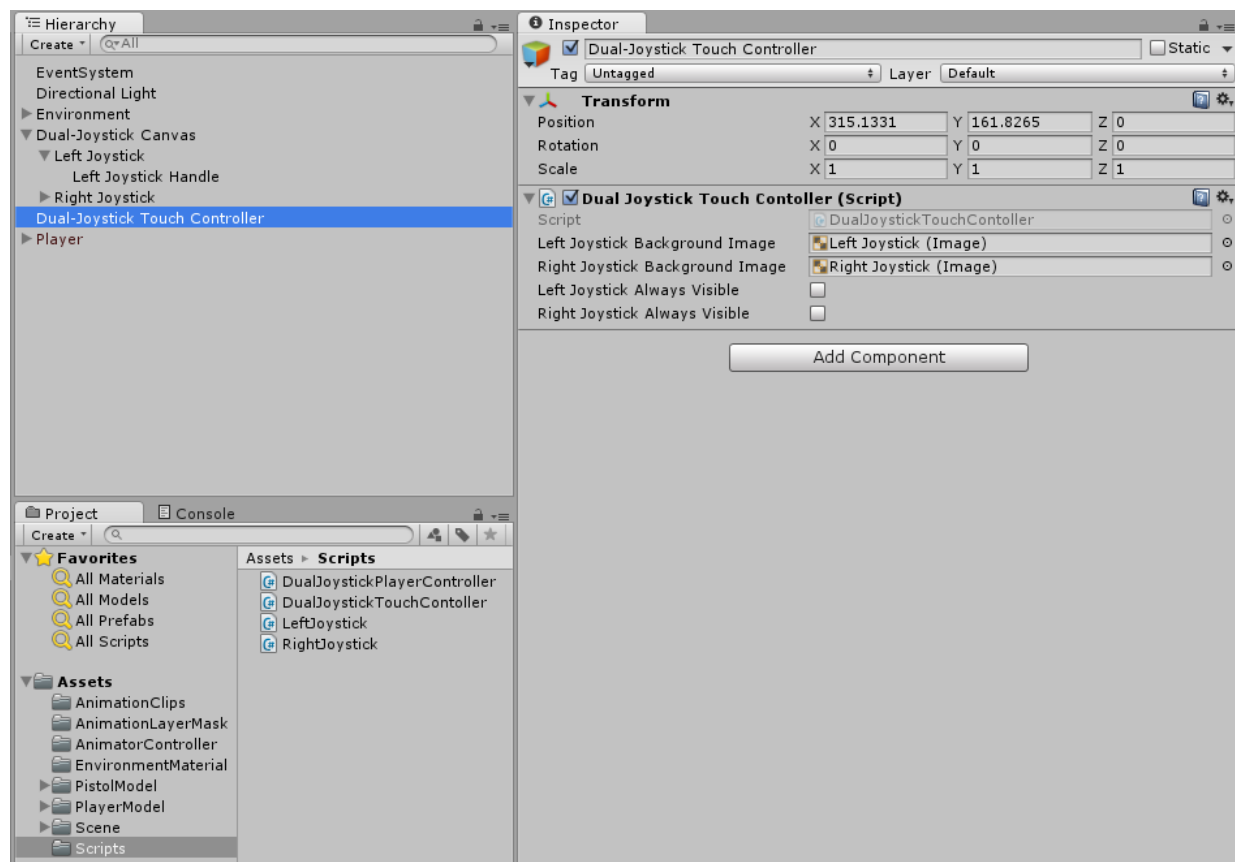 Hierarchy
Create
All
EventSystem
Directional Light
Environment
Dual-Joystick Canvas
Left Joystick
Left Joystick Handle
Right Joystick
Dual-Joystick Touch Controller
Player
Project
Console
Create
Favorites
All Materials
All Models
All Prefabs
All Scripts
Assets
AnimationClips
AnimationLayerMask
AnimatorController
EnvironmentMaterial
PistolModel
PlayerModel
Scene
Scripts
Assets Scripts
DualJoystickPlayerController
DualJoystickTouchContoller
LeftJoystick
RightJoystick
Inspector
Dual-Joystick Touch Controller Static
Tag Untagged Layer Default
Transform
Position X 315.1331 Y 161.8265 Z 0
Rotation X 0 Y 0 Z 0
Scale X 1 Y 1 Z 1
Dual Joystick Touch Contoller (Script)
Script DualJoystickTouchContoller
Left Joystick Background Image Left Joystick (Image)
Right Joystick Background Image Right Joystick (Image)
Left Joystick Always Visible
Right Joystick Always Visible
Add Component